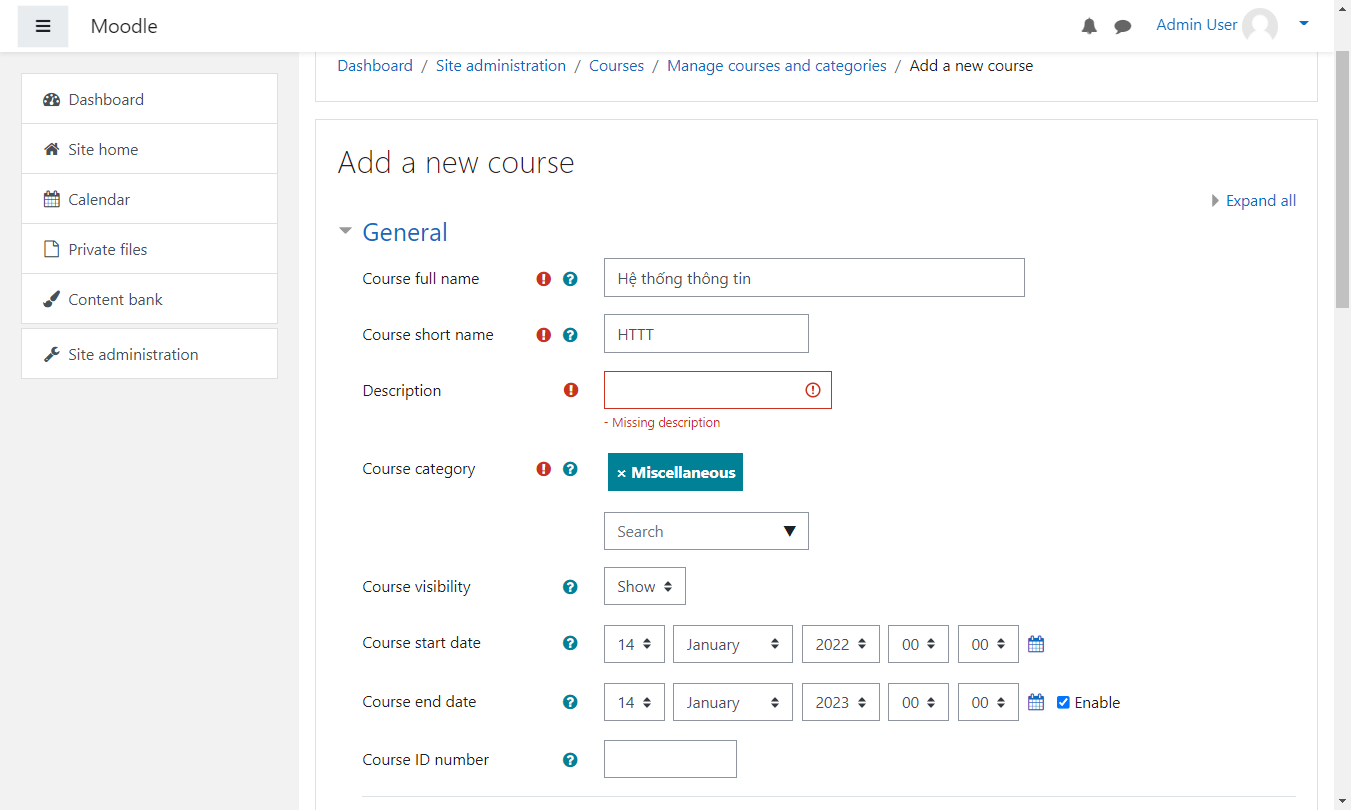 Moodle
Admin User
Dashboard / Site administration / Courses / Manage courses and categories / Add a new course
Dashboard
Site home
Calendar
Private files
Content bank
Site administration
Add a new course
Expand all
General
Course full name
Hệ thống thông tin
Course short name
HTTT
Description
- Missing description
Course category
× Miscellaneous
Search
Course visibility
Show
Course start date
14 January 2022 00 00
Course end date
14 January 2023 00 00 Enable
Course ID number